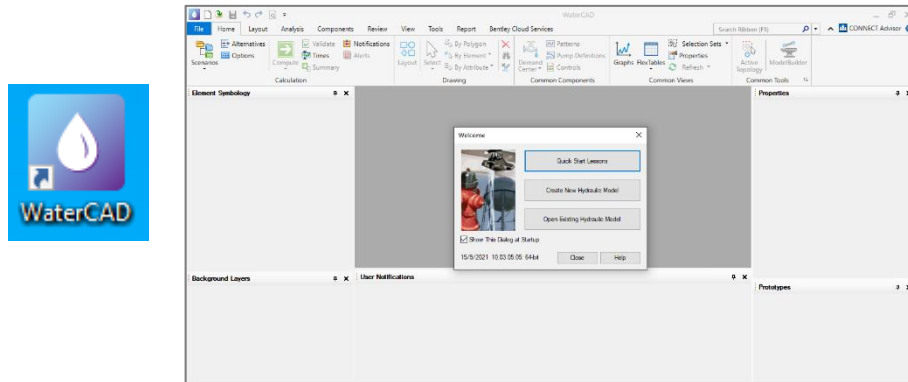 WaterCAD
WaterCAD
File Home Layout Analysis Components Review View Tools Report Bentley Cloud Services
Search Ribbon (F3)
CONNECT Advisor
Scenarios
Alternatives
Options
Compute
Validate
Times
Summary
Notifications
Alerts
Calculation
Layout
Select
By Polygon
By Element
By Attribute
Drawing
Demand
Center
Patterns
Pump Definitions
Controls
Common Components
Graphs
FlexTables
Selection Sets
Properties
Refresh
Common Views
Active
Topology
ModelBuilder
Common Tools
Element Symbology
Properties
Welcome
Quick Start Lessons
Create New Hydraulic Model
Open Existing Hydraulic Model
Show This Dialog at Startup
15/9/2021 10.03.05.05 64-bit
Close
Help
Background Layers
User Notifications
Prototypes